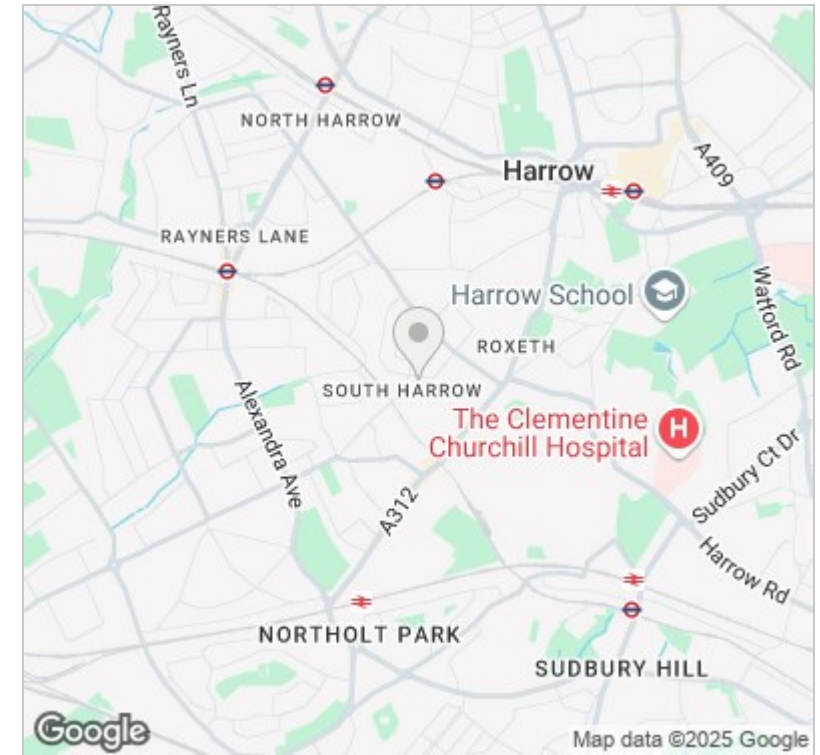 Rayners Ln
NORTH HARROW
Harrow
A409
RAYNERS LANE
Harrow School
Watford Rd
ROXETH
SOUTH HARROW
Alexandra Ave
The Clementine
Churchill Hospital
H
A312
Sudbury Ct Dr
Harrow Rd
NORTHOLT PARK
SUDBURY HILL
Google
Map data ©2025 Google